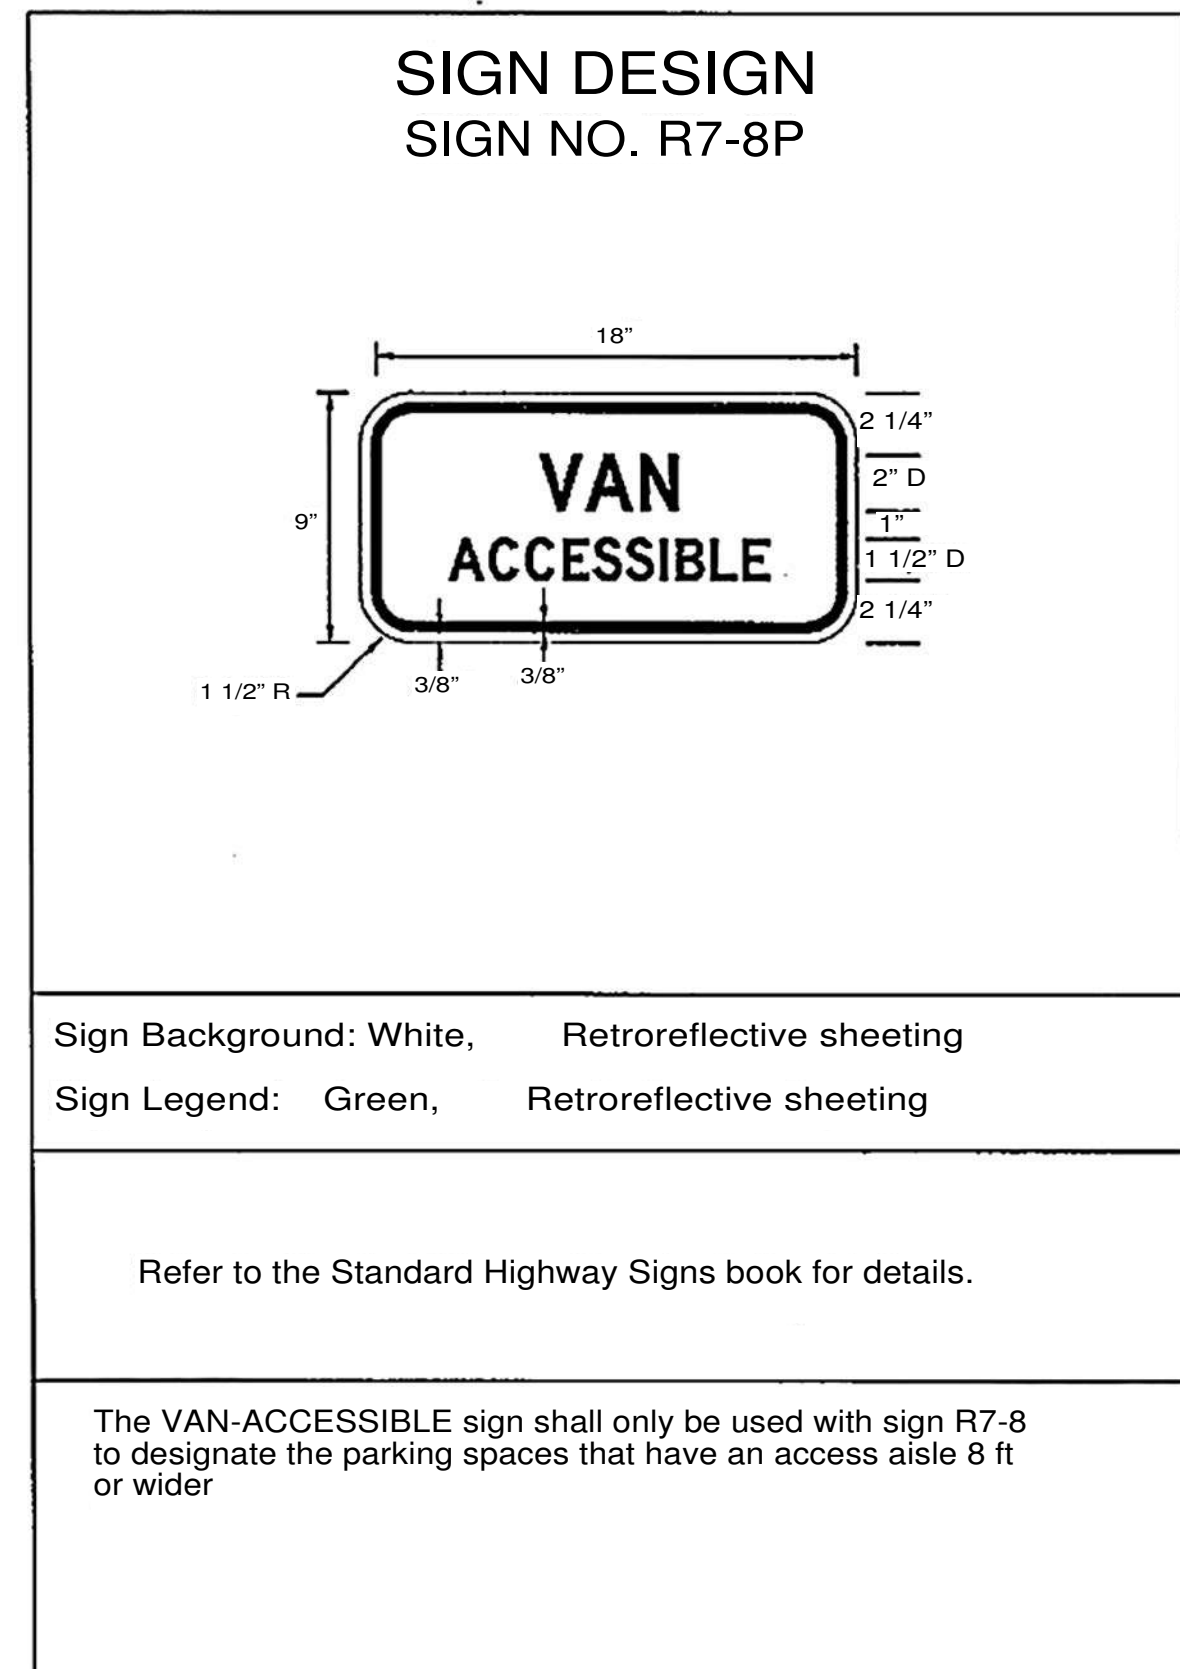 SIGN DESIGN
SIGN NO. R7-8P
18”
2 1/4”
VAN
2” D
9”
1”
ACCESSIBLE
1 1/2” D
2 1/4”
1 1/2” R
3/8”
3/8”
Sign Background: White, Retroreflective sheeting
Sign Legend: Green, Retroreflective sheeting
Refer to the Standard Highway Signs book for details.
The VAN-ACCESSIBLE sign shall only be used with sign R7-8
to designate the parking spaces that have an access aisle 8 ft
or wider